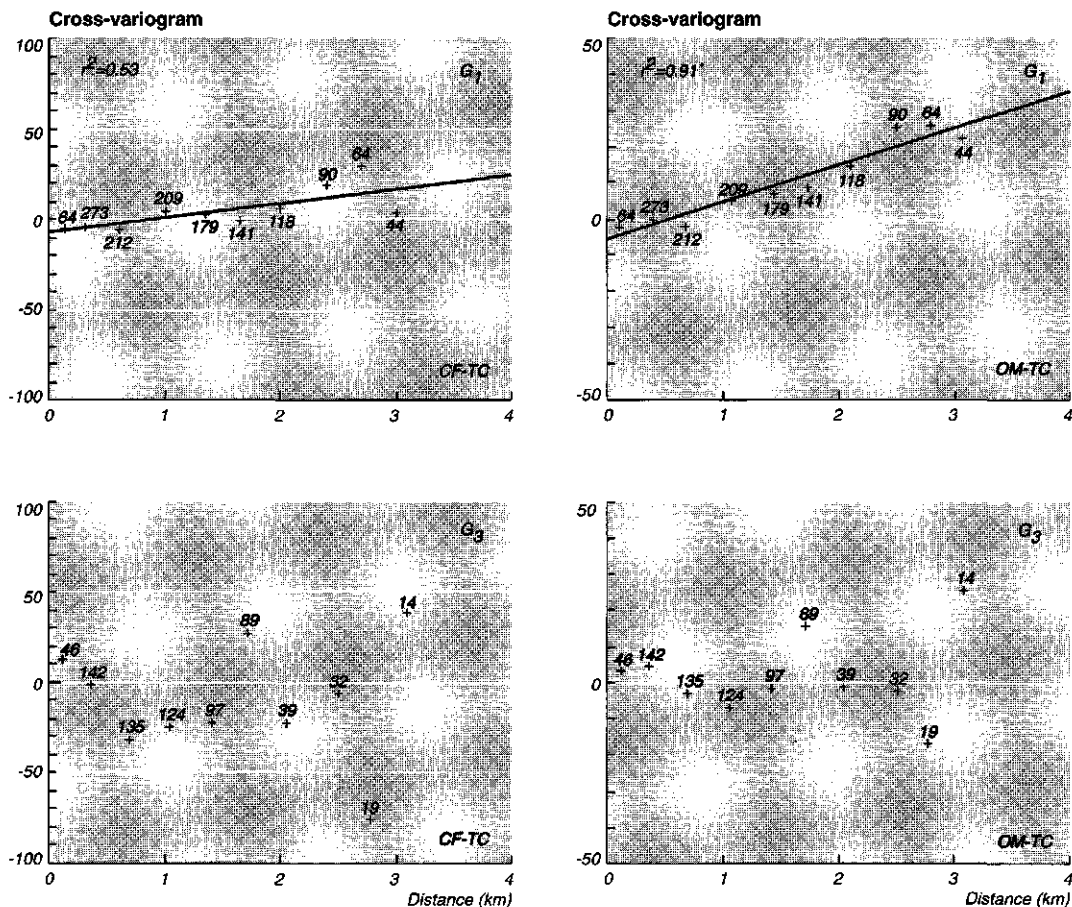 Cross-variogram
100
50
0
-50
-100
0 1 2 3 4
r²=0.53
G₁
64 273 212 209 179 141 118 90 64 44
CF-TC
Cross-variogram
50
0
-50
0 1 2 3 4
r²=0.91*
G₁
64 273 212 209 179 141 118 90 64 44
OM-TC
100
50
0
-50
-100
0 1 2 3 4
G₃
46 142 135 124 97 89 39 32 19 14
CF-TC
Distance (km)
50
0
-50
0 1 2 3 4
G₃
46 142 135 124 97 89 39 32 19 14
OM-TC
Distance (km)